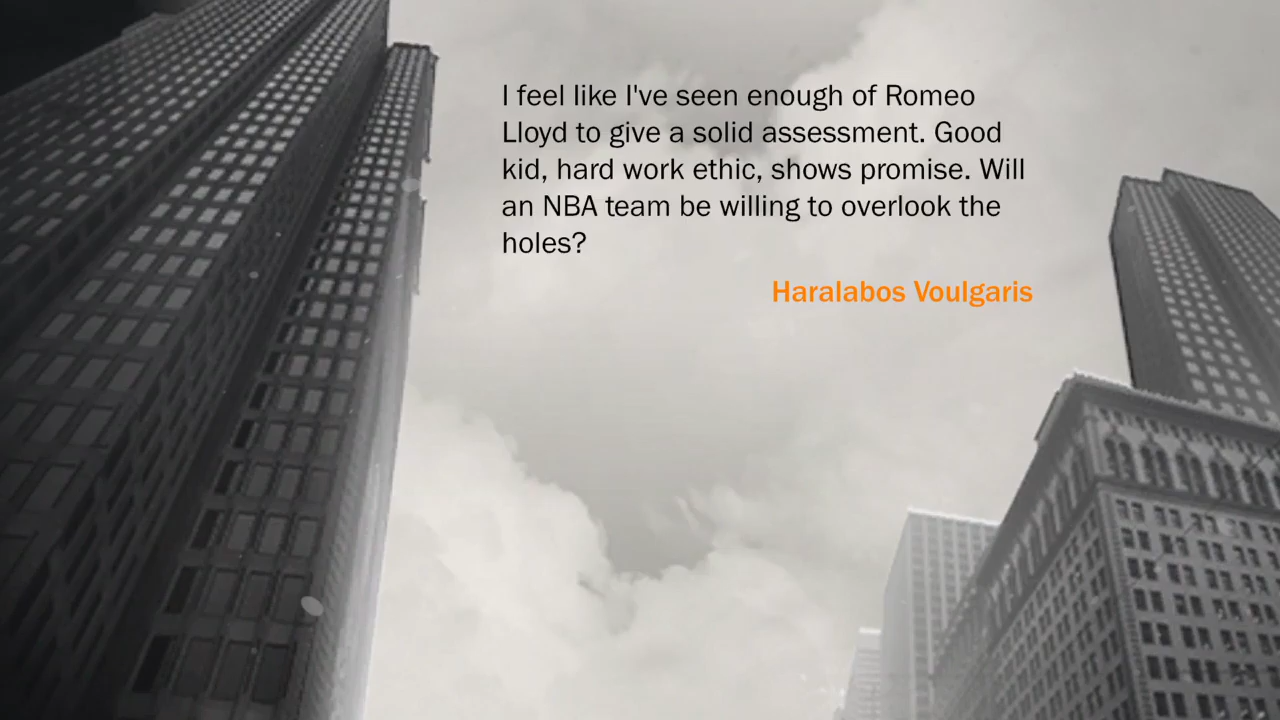 I feel like I've seen enough of Romeo
Lloyd to give a solid assessment. Good
kid, hard work ethic, shows promise. Will
an NBA team be willing to overlook the
holes?
Haralabos Voulgaris